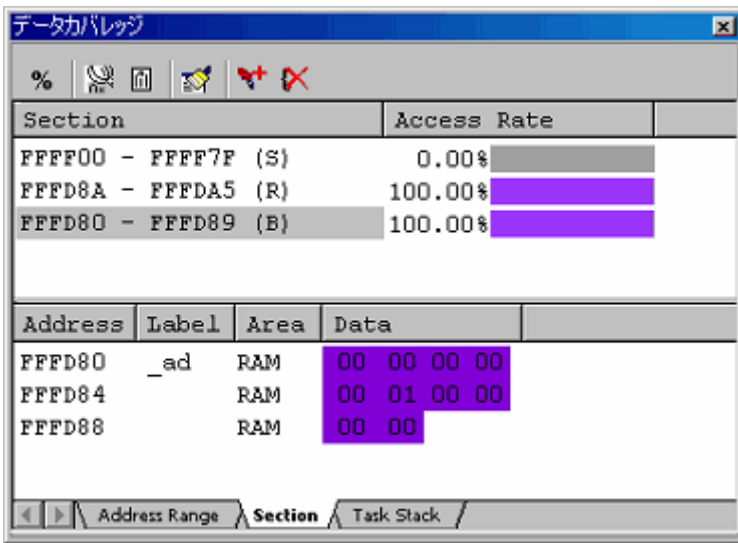 データカバレッジ
%
Section Access Rate
FFFF00 - FFFF7F (S) 0.00%
FFFD8A - FFFDA5 (R) 100.00%
FFFD80 - FFFD89 (B) 100.00%
Address Label Area Data
FFFD80 _ad RAM 00 00 00 00
FFFD84 RAM 00 01 00 00
FFFD88 RAM 00 00
Address Range Section Task Stack